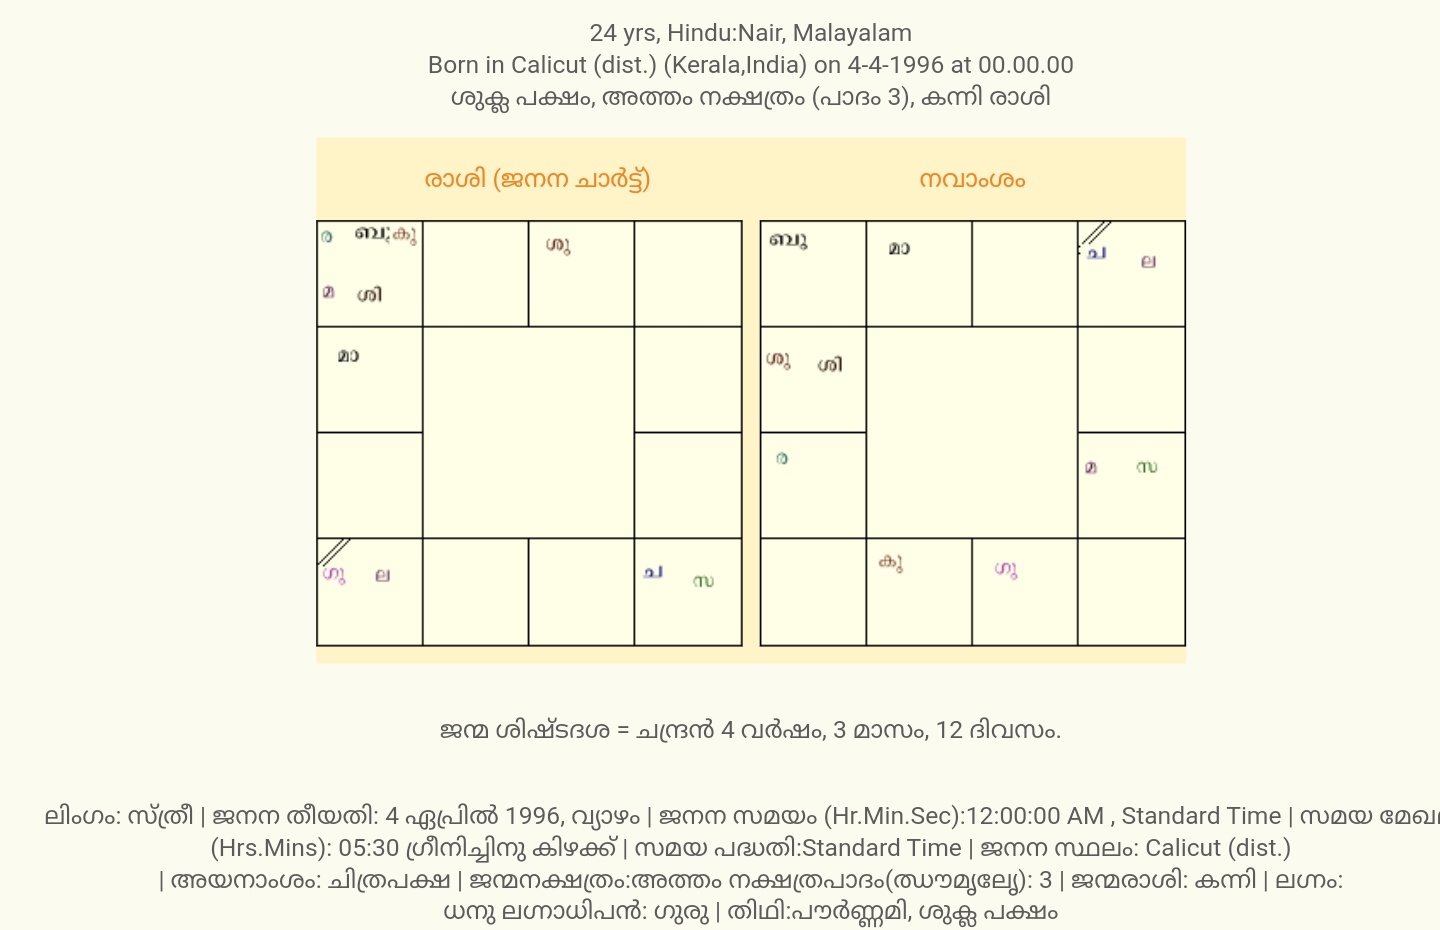 24 yrs, Hindu:Nair, Malayalam
Born in Calicut (dist.) (Kerala,India) on 4-4-1996 at 00.00.00
ശുക്ല പക്ഷം, അത്തം നക്ഷത്രം (പാദം 3), കന്നി രാശി
രാശി (ജനന ചാർട്ട്) നവാംശം
ര ബു കു ശു ബു മാ ച ല
മ ശി
മാ ശു ശി
ര മ സ
ഗു ല ച സ കു ഗു
ജന്മ ശിഷ്ടദശ = ചന്ദ്രൻ 4 വർഷം, 3 മാസം, 12 ദിവസം.
ലിംഗം: സ്ത്രീ | ജനന തീയതി: 4 ഏപ്രിൽ 1996, വ്യാഴം | ജനന സമയം (Hr.Min.Sec):12:00:00 AM , Standard Time | സമയ
(Hrs.Mins): 05:30 ഗ്രീനിച്ചിനു കിഴക്ക് | സമയ പദ്ധതി:Standard Time | ജനന സ്ഥലം: Calicut (dist.)
| അയനാംശം: ചിത്രപക്ഷ | ജന്മനക്ഷത്രം:അത്തം നക്ഷത്രപാദം 3 | ജന്മരാശി: കന്നി | ലഗ്നം:
ധനു ലഗ്നാധിപൻ: ഗുരു | തിഥി:പൗർണ്ണമി, ശുക്ല പക്ഷം